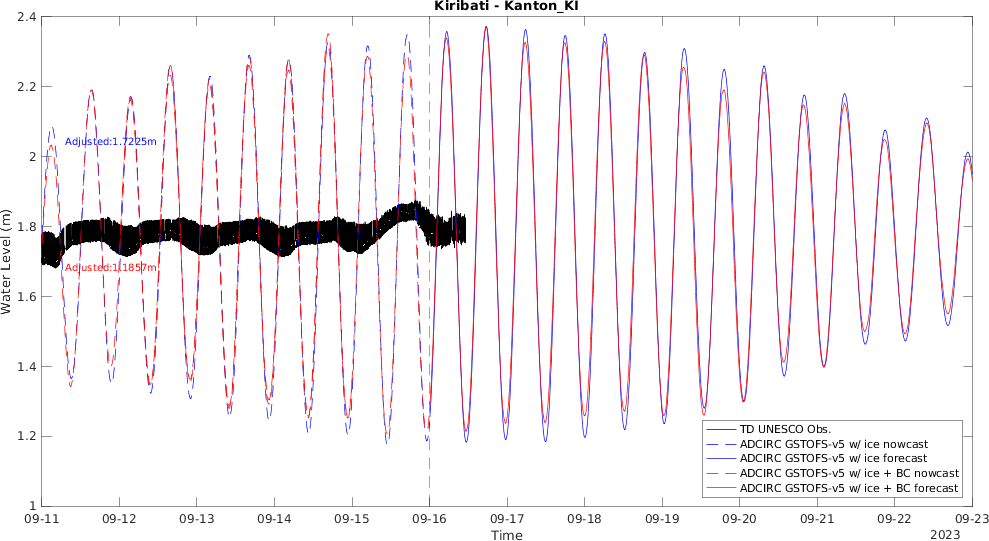 Kiribati - Kanton_KI
2.4
2.2
2
1.8
1.6
1.4
1.2
1
Water Level (m)
Adjusted:1.7225m
Adjusted:1.1857m
TD UNESCO Obs.
ADCIRC GSTOFS-v5 w/ ice nowcast
ADCIRC GSTOFS-v5 w/ ice forecast
ADCIRC GSTOFS-v5 w/ ice + BC nowcast
ADCIRC GSTOFS-v5 w/ ice + BC forecast
09-11 09-12 09-13 09-14 09-15 09-16 09-17 09-18 09-19 09-20 09-21 09-22 09-23
Time
2023